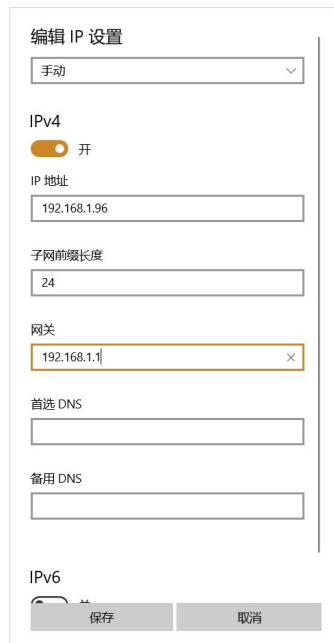 编辑 IP 设置
手动
IPv4
开
IP 地址
192.168.1.96
子网前缀长度
24
网关
192.168.1.1
首选 DNS
备用 DNS
IPv6
保存
取消